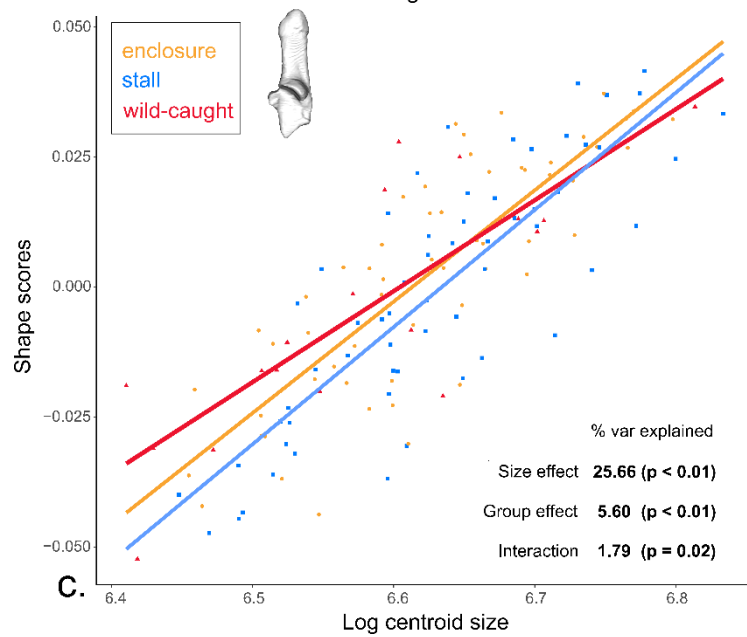 enclosure
stall
wild-caught
Shape scores
0.050
0.025
0.000
−0.025
−0.050
% var explained
Size effect 25.66 (p < 0.01)
Group effect 5.60 (p < 0.01)
Interaction 1.79 (p = 0.02)
C.
6.4 6.5 6.6 6.7 6.8
Log centroid size